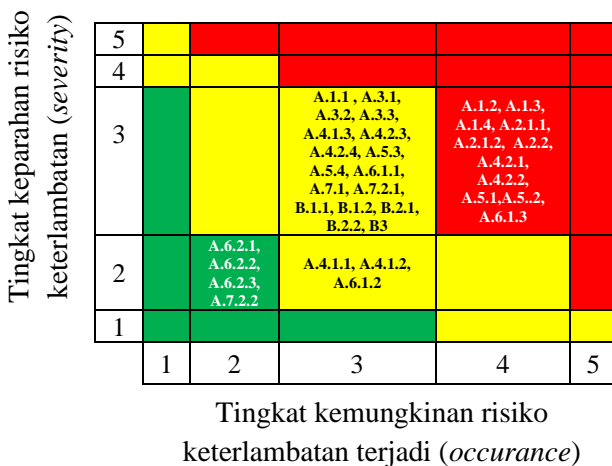 Tingkat keparahan risiko
keterlambatan (severity)
5
4
3
A.1.1 , A.3.1,
A.3.2, A.3.3,
A.4.1.3, A.4.2.3,
A.4.2.4, A.5.3,
A.5.4, A.6.1.1,
A.7.1, A.7.2.1,
B.1.1, B.1.2, B.2.1,
B.2.2, B3
A.1.2, A.1.3,
A.1.4, A.2.1.1,
A.2.1.2, A.2.2,
A.4.2.1,
A.4.2.2,
A.5.1,A.5..2,
A.6.1.3
2
A.6.2.1,
A.6.2.2,
A.6.2.3,
A.7.2.2
A.4.1.1, A.4.1.2,
A.6.1.2
1
1 2 3 4 5
Tingkat kemungkinan risiko
keterlambatan terjadi (occurance)